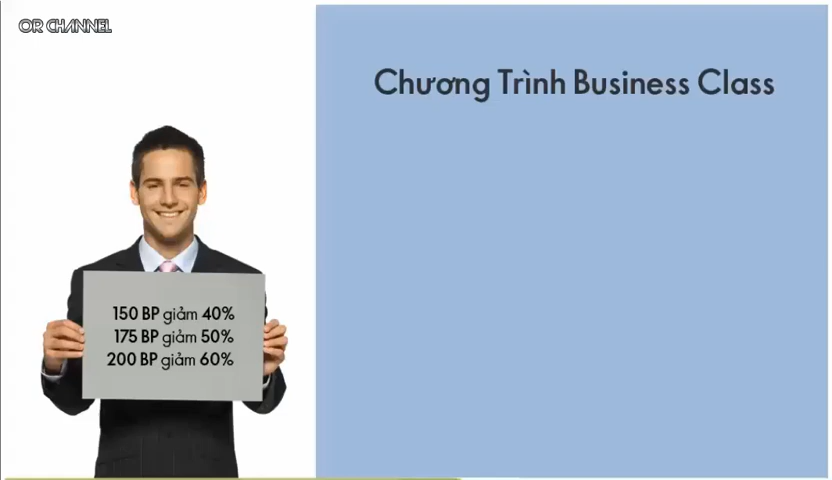 OR CHANNEL
Chương Trình Business Class
150 BP giảm 40%
175 BP giảm 50%
200 BP giảm 60%